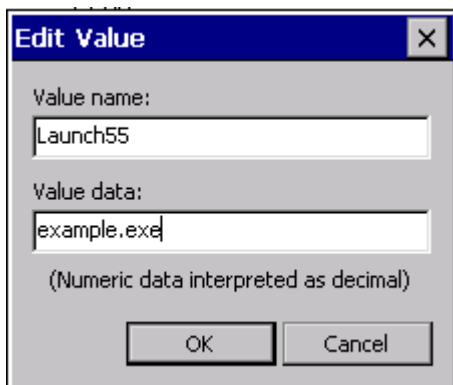 Edit Value
Value name:
Launch55
Value data:
example.exe
(Numeric data interpreted as decimal)
OK Cancel